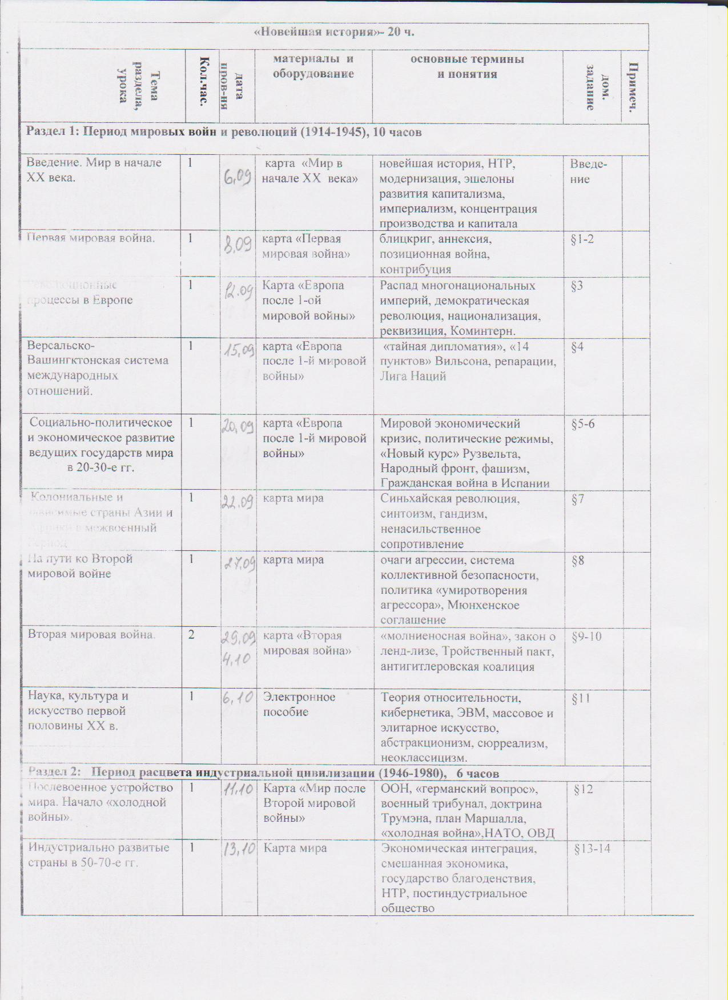 «Новейшая история»- 20 ч.
Тема
раздела,
урока
Кол.час.
дата
пров-ня
материалы и
оборудование
основные термины
и понятия
дом.
задание
Примеч.
Раздел 1: Период мировых войн и революций (1914-1945), 10 часов
Введение. Мир в начале
XX века.
1
6,09
карта «Мир в
начале XX века»
новейшая история, НТР,
модернизация, эшелоны
развития капитализма,
империализм, концентрация
производства и капитала
Введе-
ние
Первая мировая война.
1
8,09
карта «Первая
мировая война»
блицкриг, аннексия,
позиционная война,
контрибуция
§1-2
Революционные
процессы в Европе
1
12.09
Карта «Европа
после 1-ой
мировой войны»
Распад многонациональных
империй, демократическая
революция, национализация,
реквизиция, Коминтерн.
§3
Версальско-
Вашингктонская система
международных
отношений.
1
15,09
карта «Европа
после 1-й мировой
войны»
«тайная дипломатия», «14
пунктов» Вильсона, репарации,
Лига Наций
§4
Социально-политическое
и экономическое развитие
ведущих государств мира
в 20-30-е гг.
1
20,09
карта «Европа
после 1-й мировой
войны»
Мировой экономический
кризис, политические режимы,
«Новый курс» Рузвельта,
Народный фронт, фашизм,
Гражданская война в Испании
§5-6
Колониальные и
зависимые страны Азии и
Африки в межвоенный
период
1
22.09
карта мира
Синьхайская революция,
синтоизм, гандизм,
ненасильственное
сопротивление
§7
На пути ко Второй
мировой войне
1
27,09
карта мира
очаги агрессии, система
коллективной безопасности,
политика «умиротворения
агрессора», Мюнхенское
соглашение
§8
Вторая мировая война.
2
29,09
4,10
карта «Вторая
мировая война»
«молниеносная война», закон о
ленд-лизе, Тройственный пакт,
антигитлеровская коалиция
§9-10
Наука, культура и
искусство первой
половины XX в.
1
6,10
Электронное
пособие
Теория относительности,
кибернетика, ЭВМ, массовое и
элитарное искусство,
абстракционизм, сюрреализм,
неоклассицизм.
§11
Раздел 2: Период расцвета индустриальной цивилизации (1946-1980), 6 часов
Послевоенное устройство
мира. Начало «холодной
войны».
1
11,10
Карта «Мир после
Второй мировой
войны»
ООН, «германский вопрос»,
военный трибунал, доктрина
Трумэна, план Маршалла,
«холодная война»,НАТО, ОВД
§12
Индустриально развитые
страны в 50-70-е гг.
1
13,10
Карта мира
Экономическая интеграция,
смешанная экономика,
государство благоденствия,
НТР, постиндустриальное
общество
§13-14